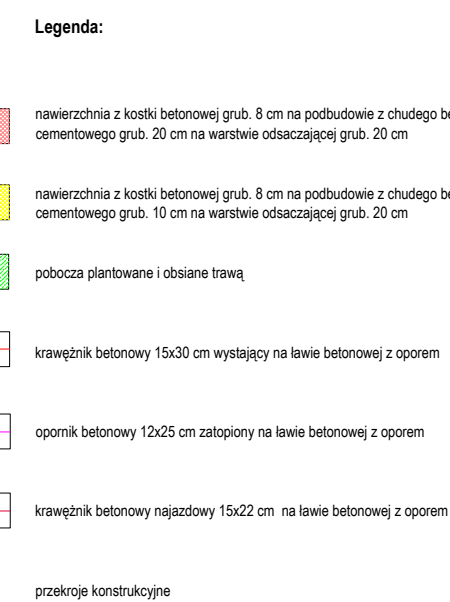 Legenda:
nawierzchnia z kostki betonowej grub. 8 cm na podbudowie z chudego
cementowego grub. 20 cm na warstwie odsaczającej grub. 20 cm
nawierzchnia z kostki betonowej grub. 8 cm na podbudowie z chudego
cementowego grub. 10 cm na warstwie odsaczającej grub. 20 cm
pobocza plantowane i obsiane trawą
krawężnik betonowy 15x30 cm wystający na ławie betonowej z oporem
opornik betonowy 12x25 cm zatopiony na ławie betonowej z oporem
krawężnik betonowy najazdowy 15x22 cm na ławie betonowej z oporem
przekroje konstrukcyjne